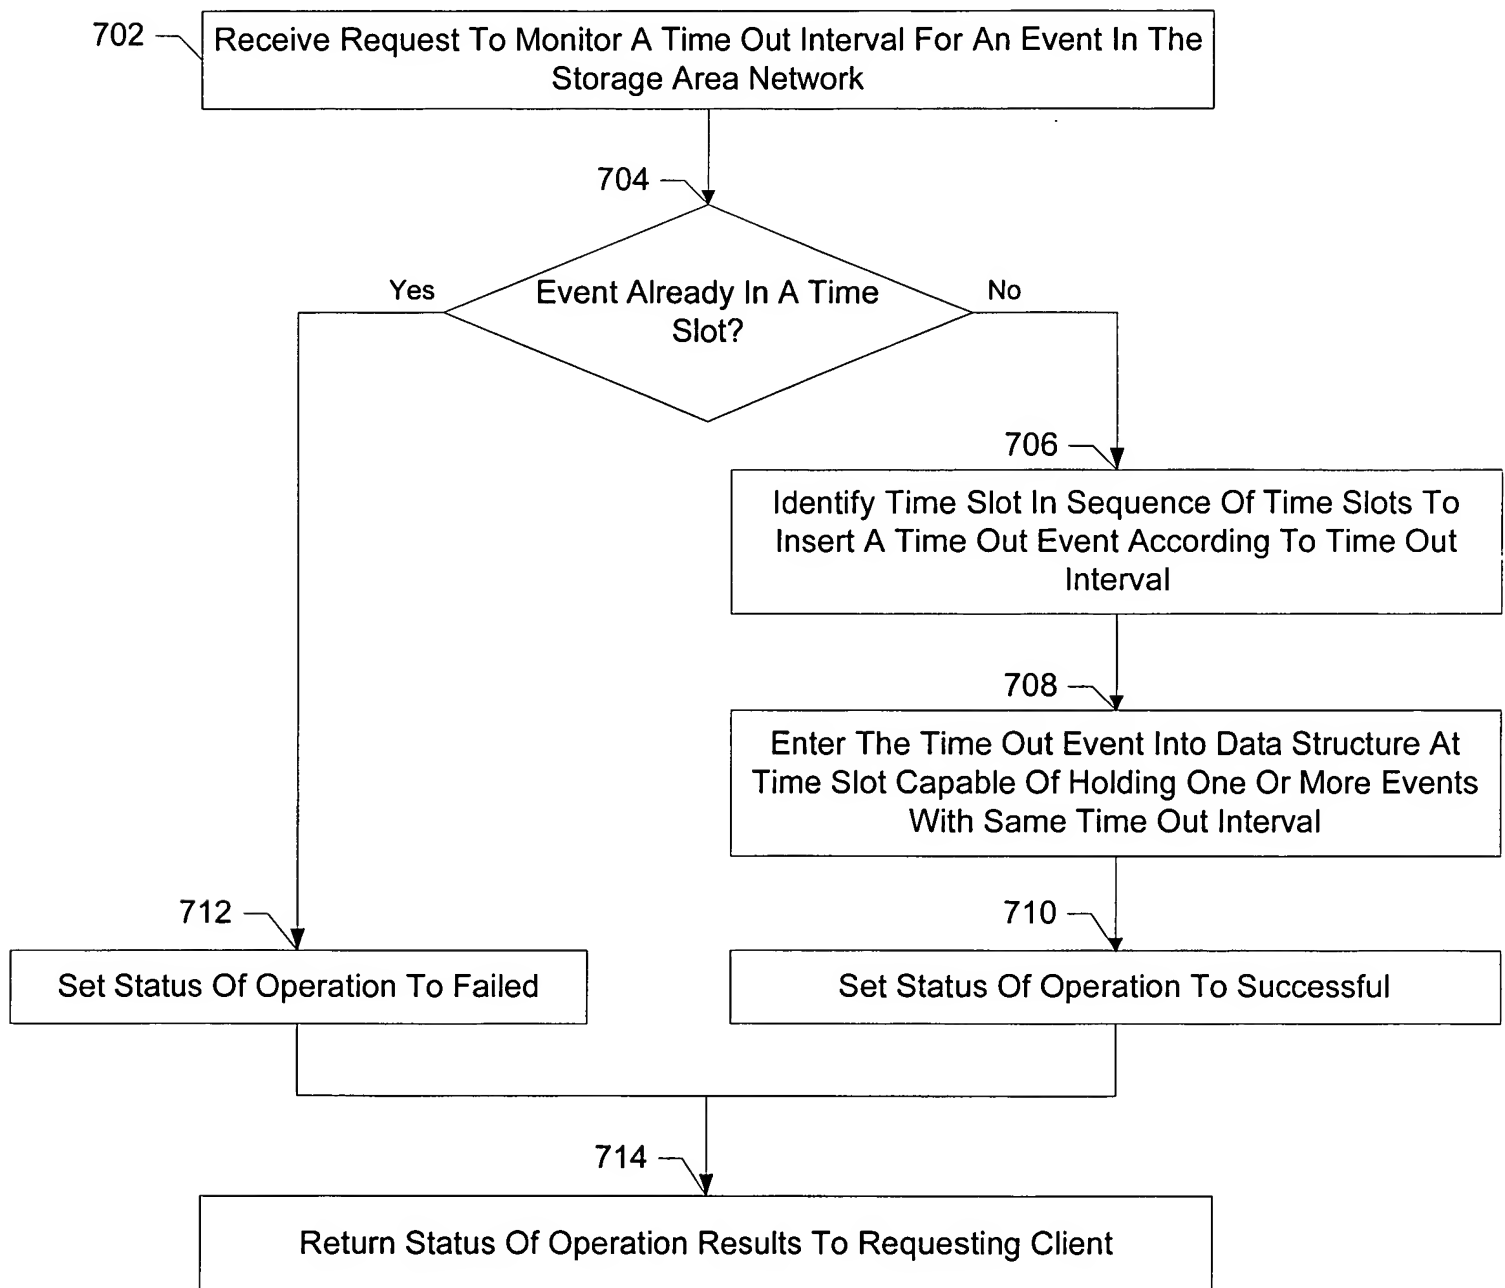 702
Receive Request To Monitor A Time Out Interval For An Event In The
Storage Area Network
704
Yes
Event Already In A Time
Slot?
No
706
Identify Time Slot In Sequence Of Time Slots To
Insert A Time Out Event According To Time Out
Interval
708
Enter The Time Out Event Into Data Structure At
Time Slot Capable Of Holding One Or More Events
With Same Time Out Interval
712
Set Status Of Operation To Failed
710
Set Status Of Operation To Successful
714
Return Status Of Operation Results To Requesting Client